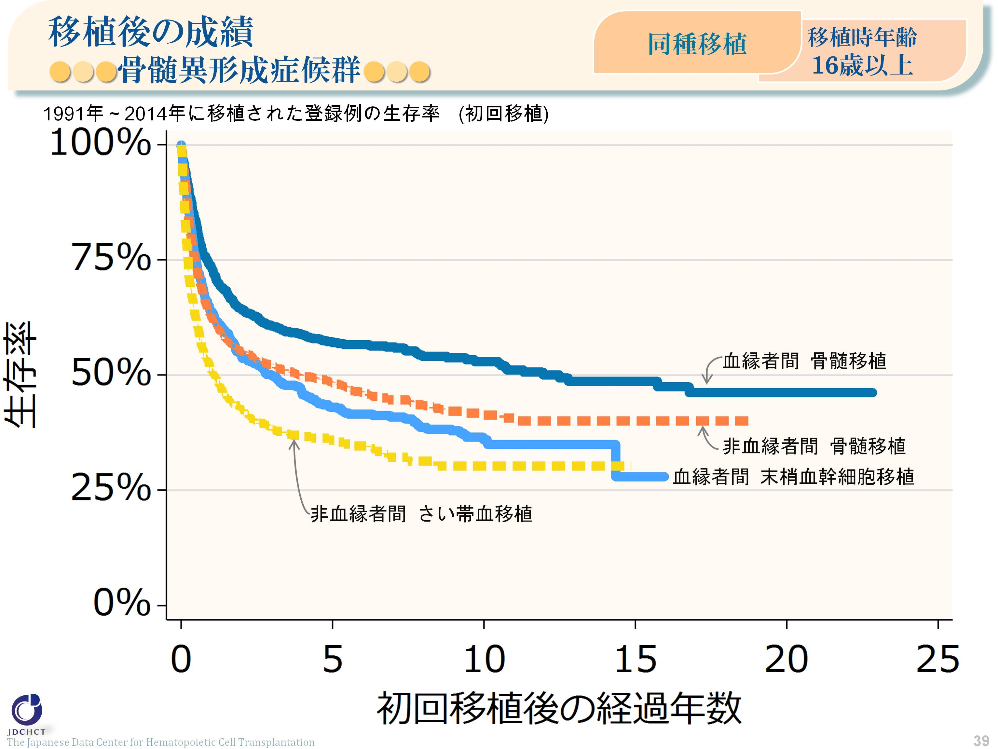 移植後の成績
骨髄異形成症候群
同種移植
移植時年齢
16歳以上
1991年～2014年に移植された登録例の生存率 (初回移植)
100%
75%
50%
25%
0%
生存率
血縁者間 骨髄移植
非血縁者間 骨髄移植
血縁者間 末梢血幹細胞移植
非血縁者間 さい帯血移植
0 5 10 15 20 25
初回移植後の経過年数
JDCHCT
The Japanese Data Center for Hematopoietic Cell Transplantation
39